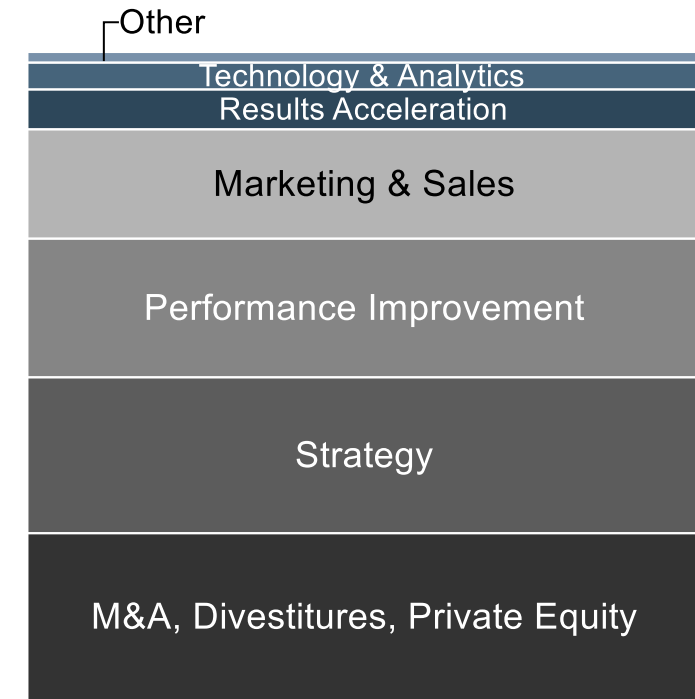 Other
Technology & Analytics
Results Acceleration
Marketing & Sales
Performance Improvement
Strategy
M&A, Divestitures, Private Equity